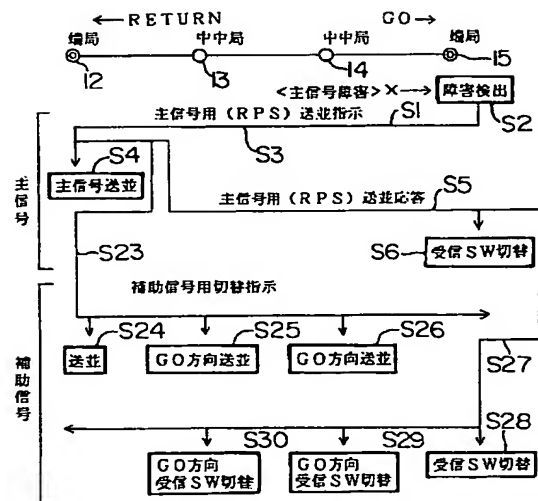 ← RETURN GO →
端局 中中局 中中局 端局
12 13 14 15
<主信号障害> × → 障害検出
S1 S2
主信号用(RPS)送並指示
S3
S4
主信号送並
主信号
主信号用(RPS)送並応答
S5
S6 受信SW切替
S23
補助信号用切替指示
S24 S25 S26
送並 GO方向送並 GO方向送並
S27
補助信号
S30 S29 S28
GO方向
受信SW切替
GO方向
受信SW切替
受信SW切替